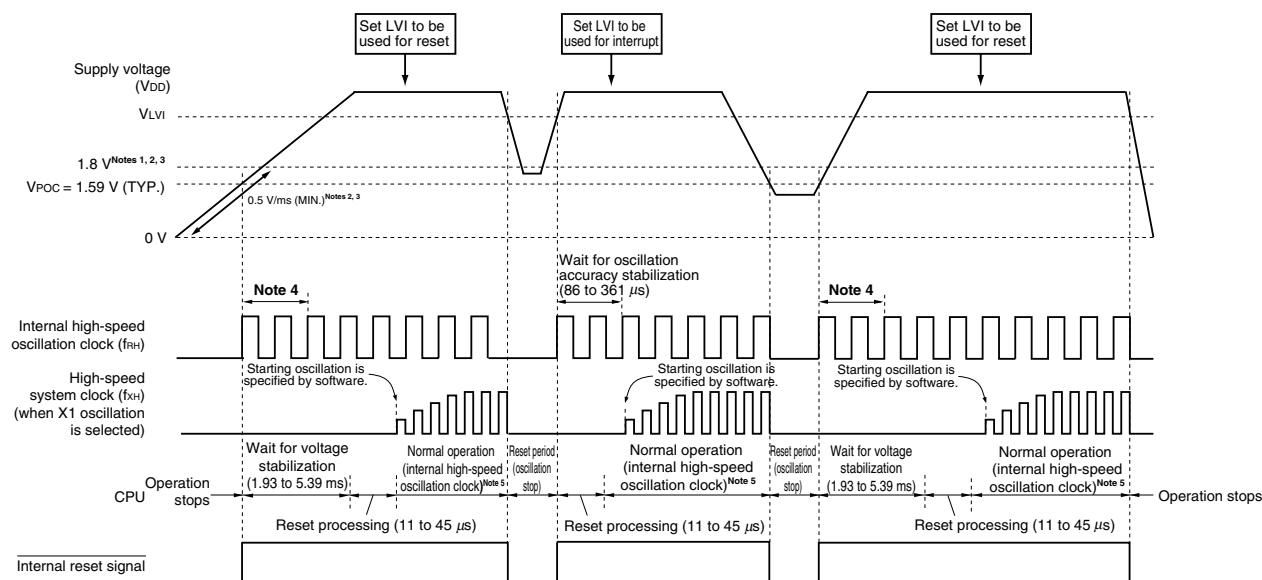 Set LVI to be
used for reset
Set LVI to be
used for interrupt
Set LVI to be
used for reset
Supply voltage
(VDD)
VLVI
1.8 V Notes 1, 2, 3
VPOC = 1.59 V (TYP.)
0.5 V/ms (MIN.) Notes 2, 3
0 V
Wait for oscillation
accuracy stabilization
(86 to 361 μs)
Note 4
Note 4
Internal high-speed
oscillation clock (fRH)
Starting oscillation is
specified by software.
Starting oscillation is
specified by software.
Starting oscillation is
specified by software.
High-speed
system clock (fXH)
(when X1 oscillation
is selected)
Wait for voltage
stabilization
(1.93 to 5.39 ms)
Normal operation
(internal high-speed
oscillation clock) Note 5
Reset period
(oscillation
stop)
Normal operation
(internal high-speed
oscillation clock) Note 5
Reset period
(oscillation
stop)
Wait for voltage
stabilization
(1.93 to 5.39 ms)
Normal operation
(internal high-speed
oscillation clock) Note 5
CPU
Operation
stops
Operation stops
Reset processing (11 to 45 μs)
Reset processing (11 to 45 μs)
Reset processing (11 to 45 μs)
Internal reset signal